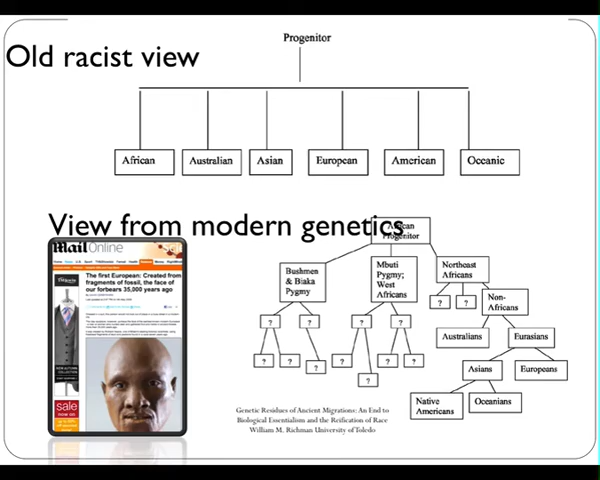 Progenitor
Old racist view
African
Australian
Asian
European
American
Oceanic
View from modern genetics
African
Progenitor
Bushmen
& Biaka
Pygmy
Mbuti
Pygmy;
West
Africans
Northeast
Africans
?
?
Non-
Africans
?
?
?
?
Australians
Eurasians
?
?
?
?
?
?
?
Asians
Europeans
Native
Americans
Oceanians
Mail Online
The first European: Created from
fragments of fossil, the face of
our forbears 35,000 years ago
sale
Genetic Residues of Ancient Migrations: An End to
Biological Essentialism and the Reification of Race
William M. Richman University of Toledo